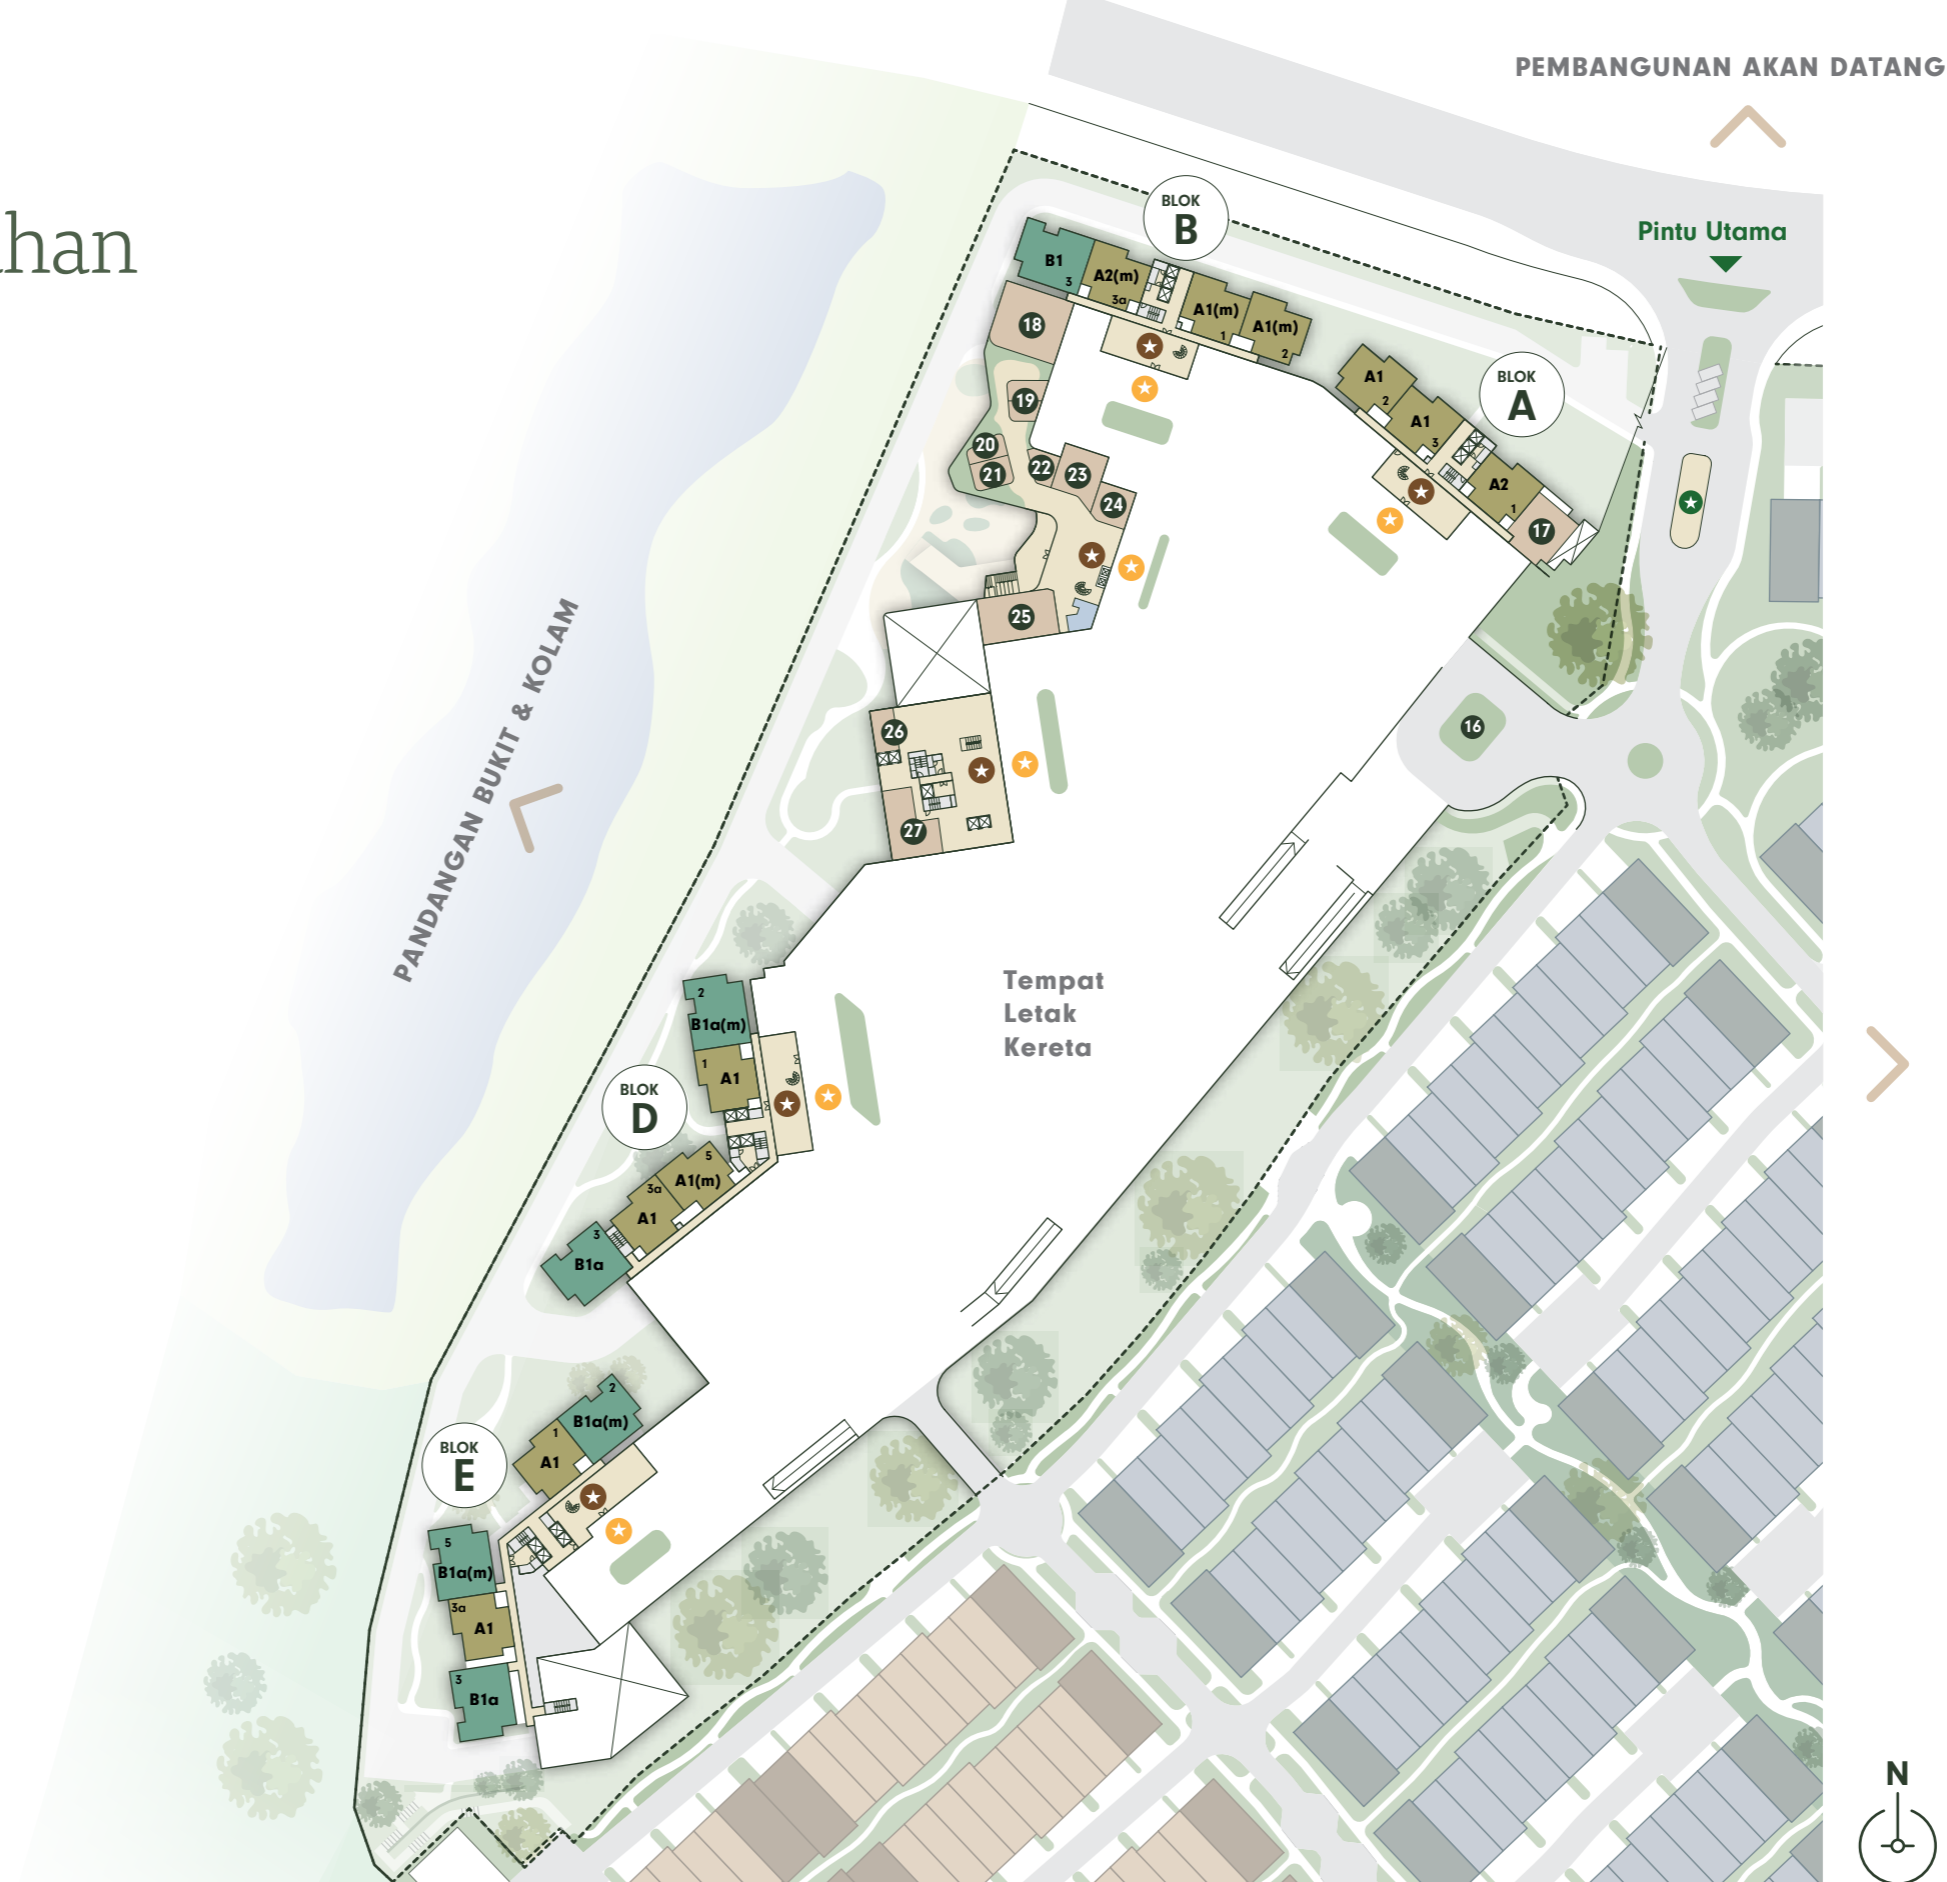 PEMBANGUNAN AKAN DATANG
han
Pintu Utama
BLOK
B
B1
3
A2(m)
3a
A1(m)
1
A1(m)
2
18
19
20
21
22
23
24
25
BLOK
A
A1
2
A1
3
A2
1
17
16
PANDANGAN BUKIT & KOLAM
26
27
Tempat
Letak
Kereta
2
B1a(m)
1
A1
BLOK
D
5
A1(m)
3a
A1
3
B1a
2
B1a(m)
1
A1
BLOK
E
5
B1a(m)
3a
A1
3
B1a
N